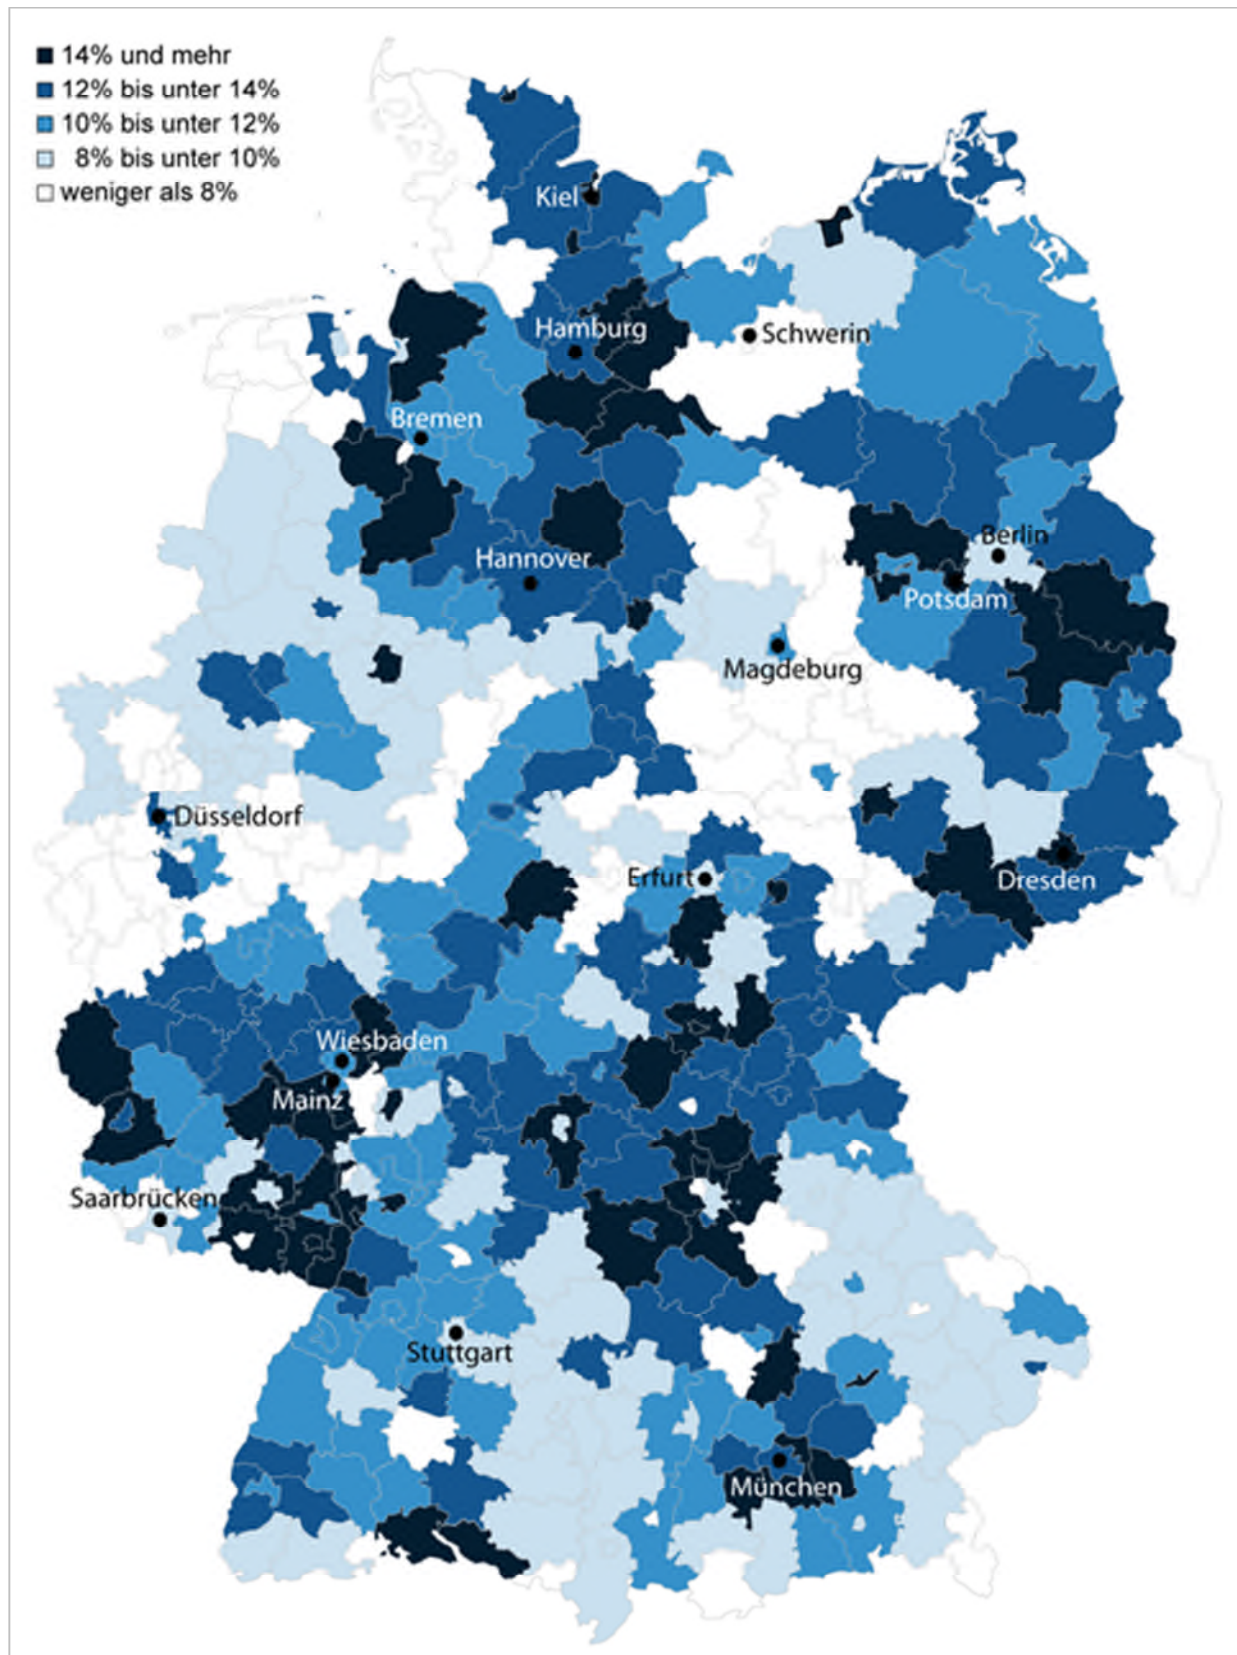 14% und mehr
12% bis unter 14%
10% bis unter 12%
8% bis unter 10%
weniger als 8%
Kiel
Hamburg
Schwerin
Bremen
Berlin
Hannover
Potsdam
Magdeburg
Düsseldorf
Erfurt
Dresden
Wiesbaden
Mainz
Saarbrücken
Stuttgart
München